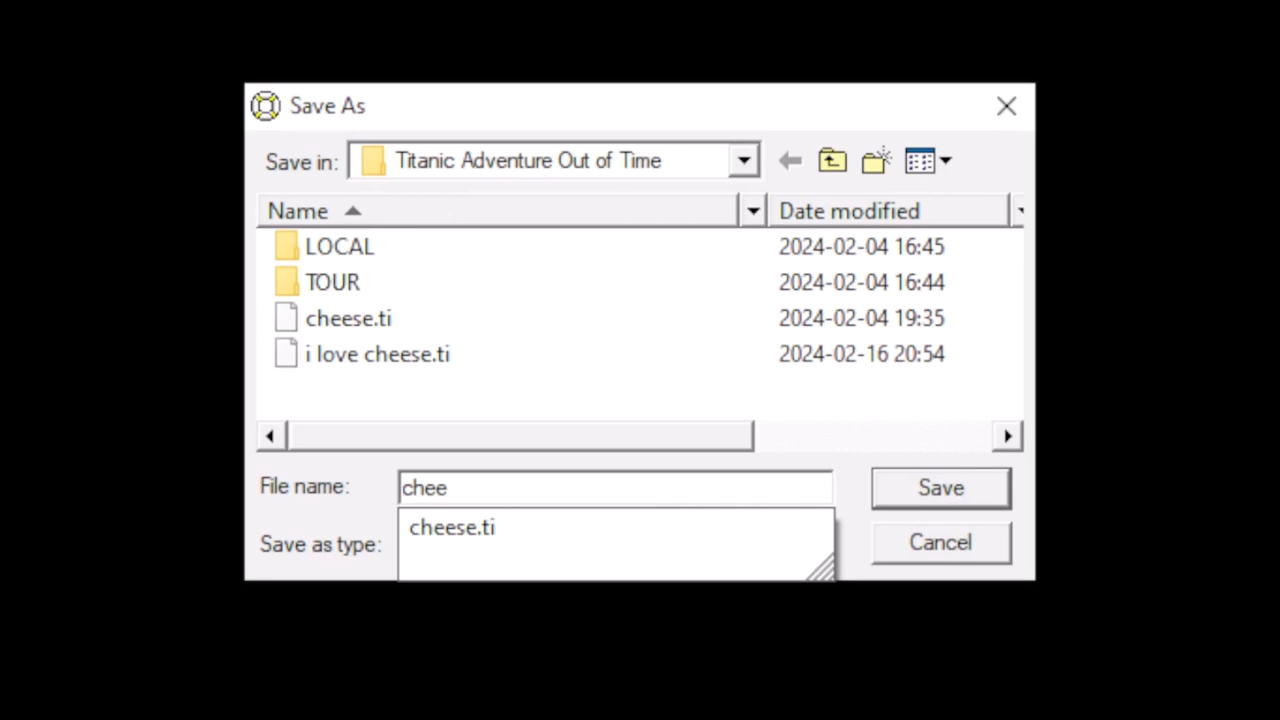 Save As
Save in: Titanic Adventure Out of Time
Name Date modified
LOCAL 2024-02-04 16:45
TOUR 2024-02-04 16:44
cheese.ti 2024-02-04 19:35
i love cheese.ti 2024-02-16 20:54
File name: chee Save
cheese.ti
Save as type: Cancel